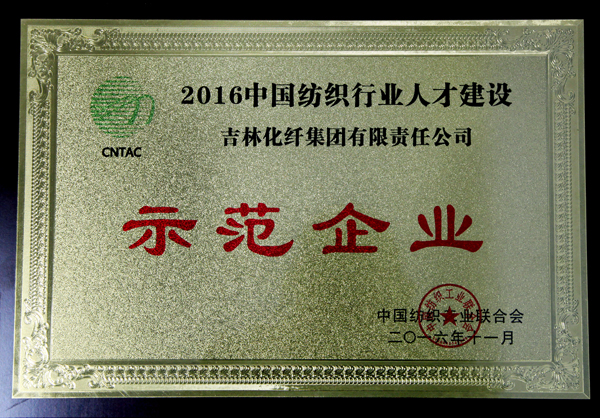 2016中国纺织行业人才建设
CNTAC
吉林化纤集团有限责任公司
示范企业
中国纺织工业联合会
二〇一六年十一月